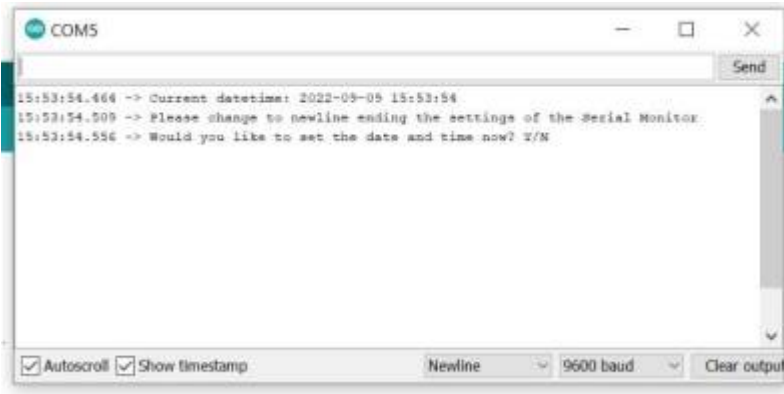 COM5
Send
15:53:54.464 -> Current datetime: 2022-09-09 15:53:54
15:53:54.509 -> Please change to newline ending the settings of the Serial Monitor
15:53:54.556 -> Would you like to set the date and time now? Y/N
Autoscroll Show timestamp Newline 9600 baud Clear output